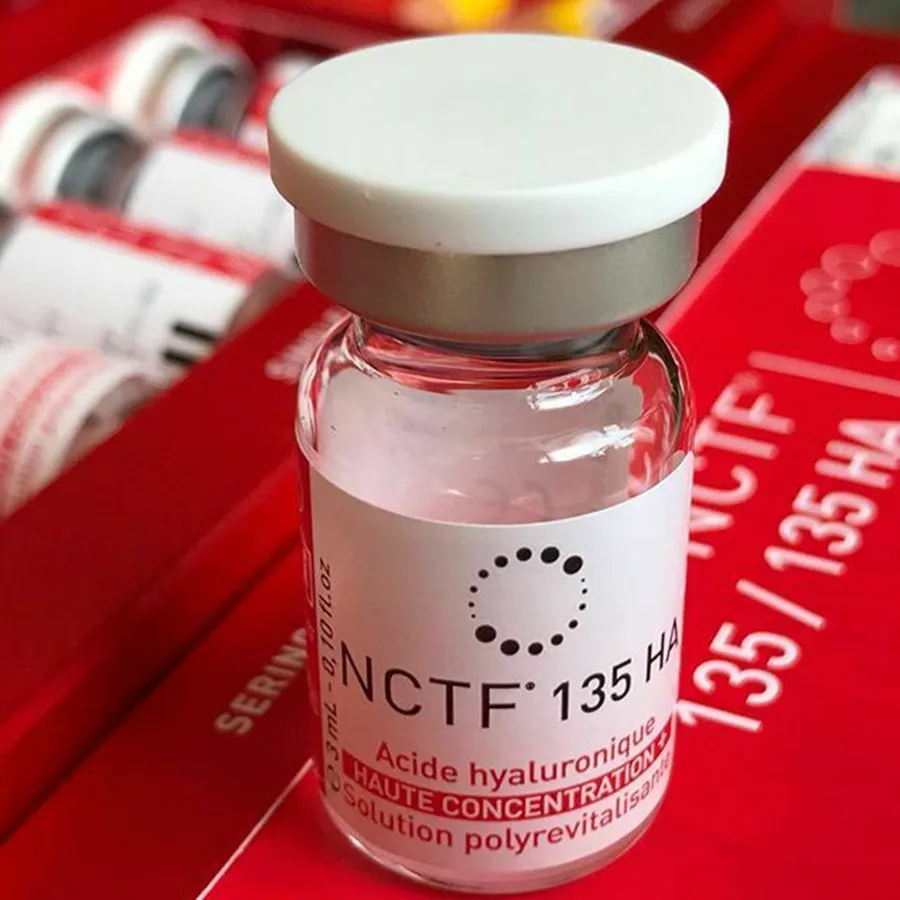 NCTF® 135 HA
Acide hyaluronique
HAUTE CONCENTRATION +
Solution polyrevitalisante
3 mL - 0,10 fl.oz
NCTF®
135 / 135 HA